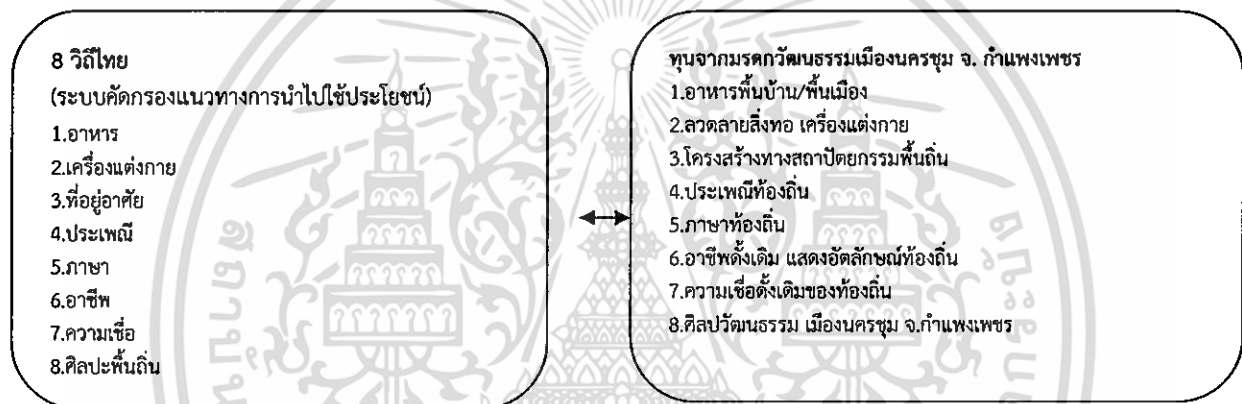 8 วิถีไทย
(ระบบคัดกรองแนวทางการนำไปใช้ประโยชน์)
1.อาหาร
2.เครื่องแต่งกาย
3.ที่อยู่อาศัย
4.ประเพณี
5.ภาษา
6.อาชีพ
7.ความเชื่อ
8.ศิลปะพื้นถิ่น
ทุนจากมรดกวัฒนธรรมเมืองนครชุม จ. กำแพงเพชร
1.อาหารพื้นบ้าน/พื้นเมือง
2.ลวดลายสิ่งทอ เครื่องแต่งกาย
3.โครงสร้างทางสถาปัตยกรรมพื้นถิ่น
4.ประเพณีท้องถิ่น
5.ภาษาท้องถิ่น
6.อาชีพดั้งเดิม แสดงอัตลักษณ์ท้องถิ่น
7.ความเชื่อดั้งเดิมของท้องถิ่น
8.ศิลปวัฒนธรรม เมืองนครชุม จ.กำแพงเพชร